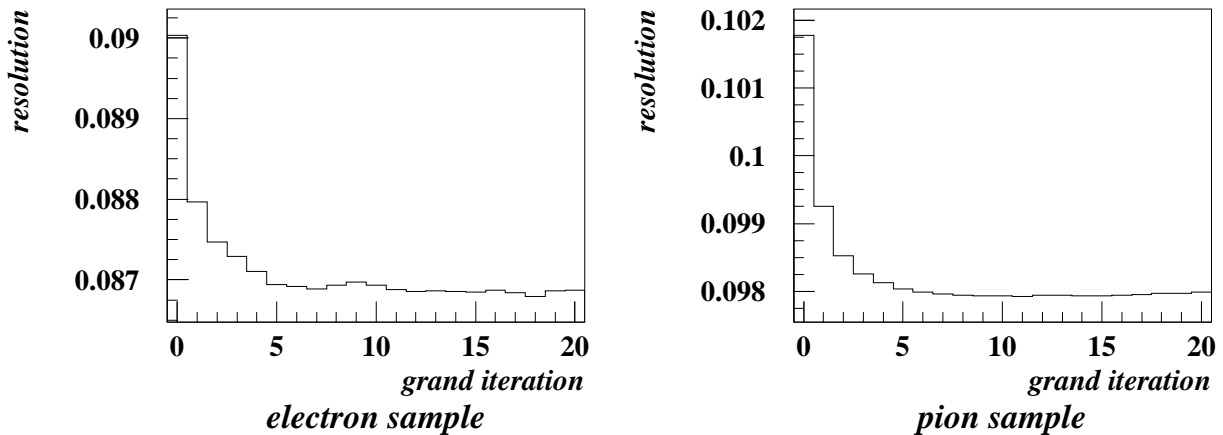 resolution
0.09
0.089
0.088
0.087
0 5 10 15 20
grand iteration
electron sample
resolution
0.102
0.101
0.1
0.099
0.098
0 5 10 15 20
grand iteration
pion sample